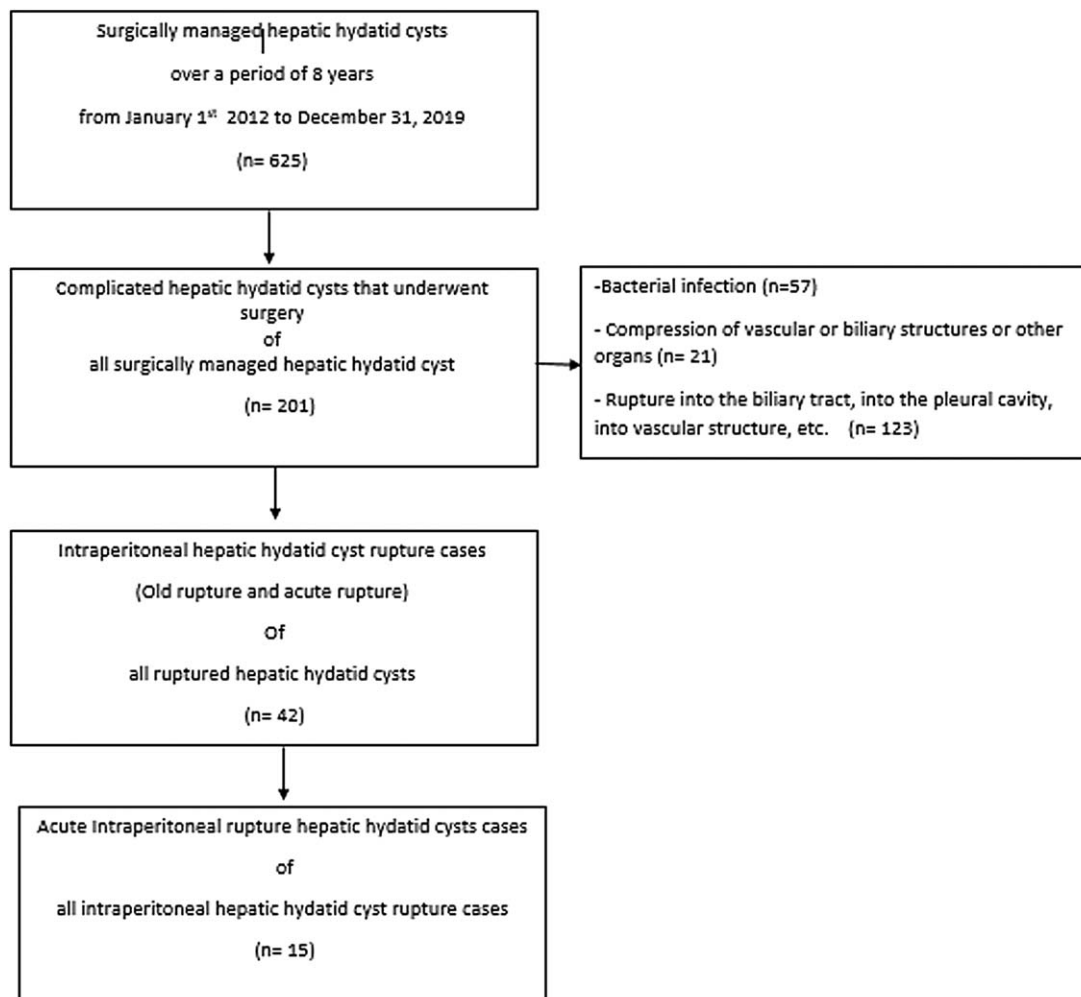 Surgically managed hepatic hydatid cysts
over a period of 8 years
from January 1st 2012 to December 31, 2019
(n= 625)
Complicated hepatic hydatid cysts that underwent
surgery
of
all surgically managed hepatic hydatid cyst
(n= 201)
-Bacterial infection (n=57)
- Compression of vascular or biliary structures or other
organs (n= 21)
- Rupture into the biliary tract, into the pleural cavity,
into vascular structure, etc. (n= 123)
Intraperitoneal hepatic hydatid cyst rupture cases
(Old rupture and acute rupture)
Of
all ruptured hepatic hydatid cysts
(n= 42)
Acute Intraperitoneal rupture hepatic hydatid cysts cases
of
all intraperitoneal hepatic hydatid cyst rupture cases
(n= 15)